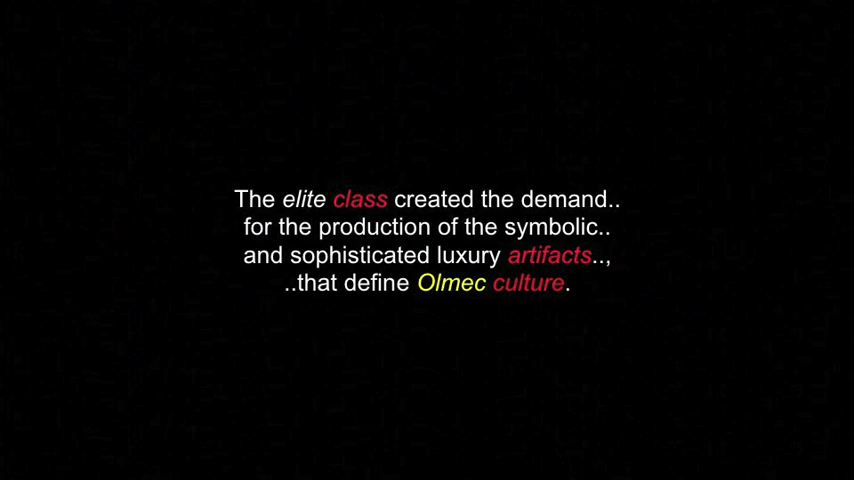 The elite class created the demand..
for the production of the symbolic..
and sophisticated luxury artifacts..,
..that define Olmec culture.